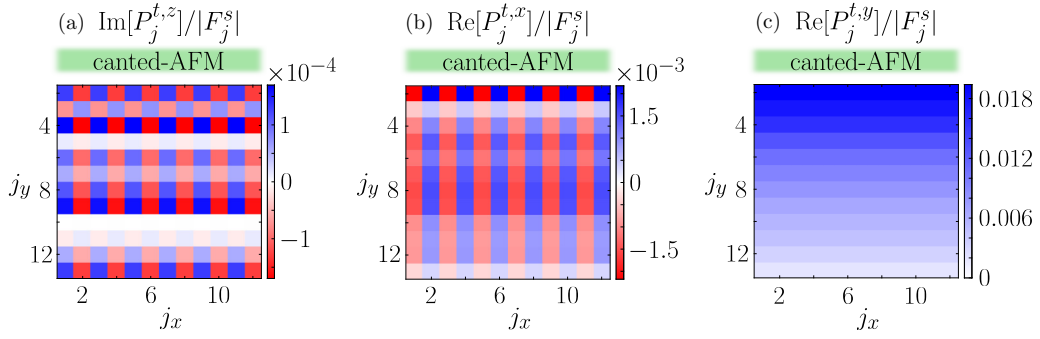 (a) Im[P_j^{t,z}]/|F_j^s|
canted-AFM
×10^{-4}
1
0
−1
4
j_y 8
12
2 6 10
j_x
(b) Re[P_j^{t,x}]/|F_j^s|
canted-AFM
×10^{-3}
1.5
0
−1.5
4
j_y 8
12
2 6 10
j_x
(c) Re[P_j^{t,y}]/|F_j^s|
canted-AFM
0.018
0.012
0.006
0
4
j_y 8
12
2 6 10
j_x